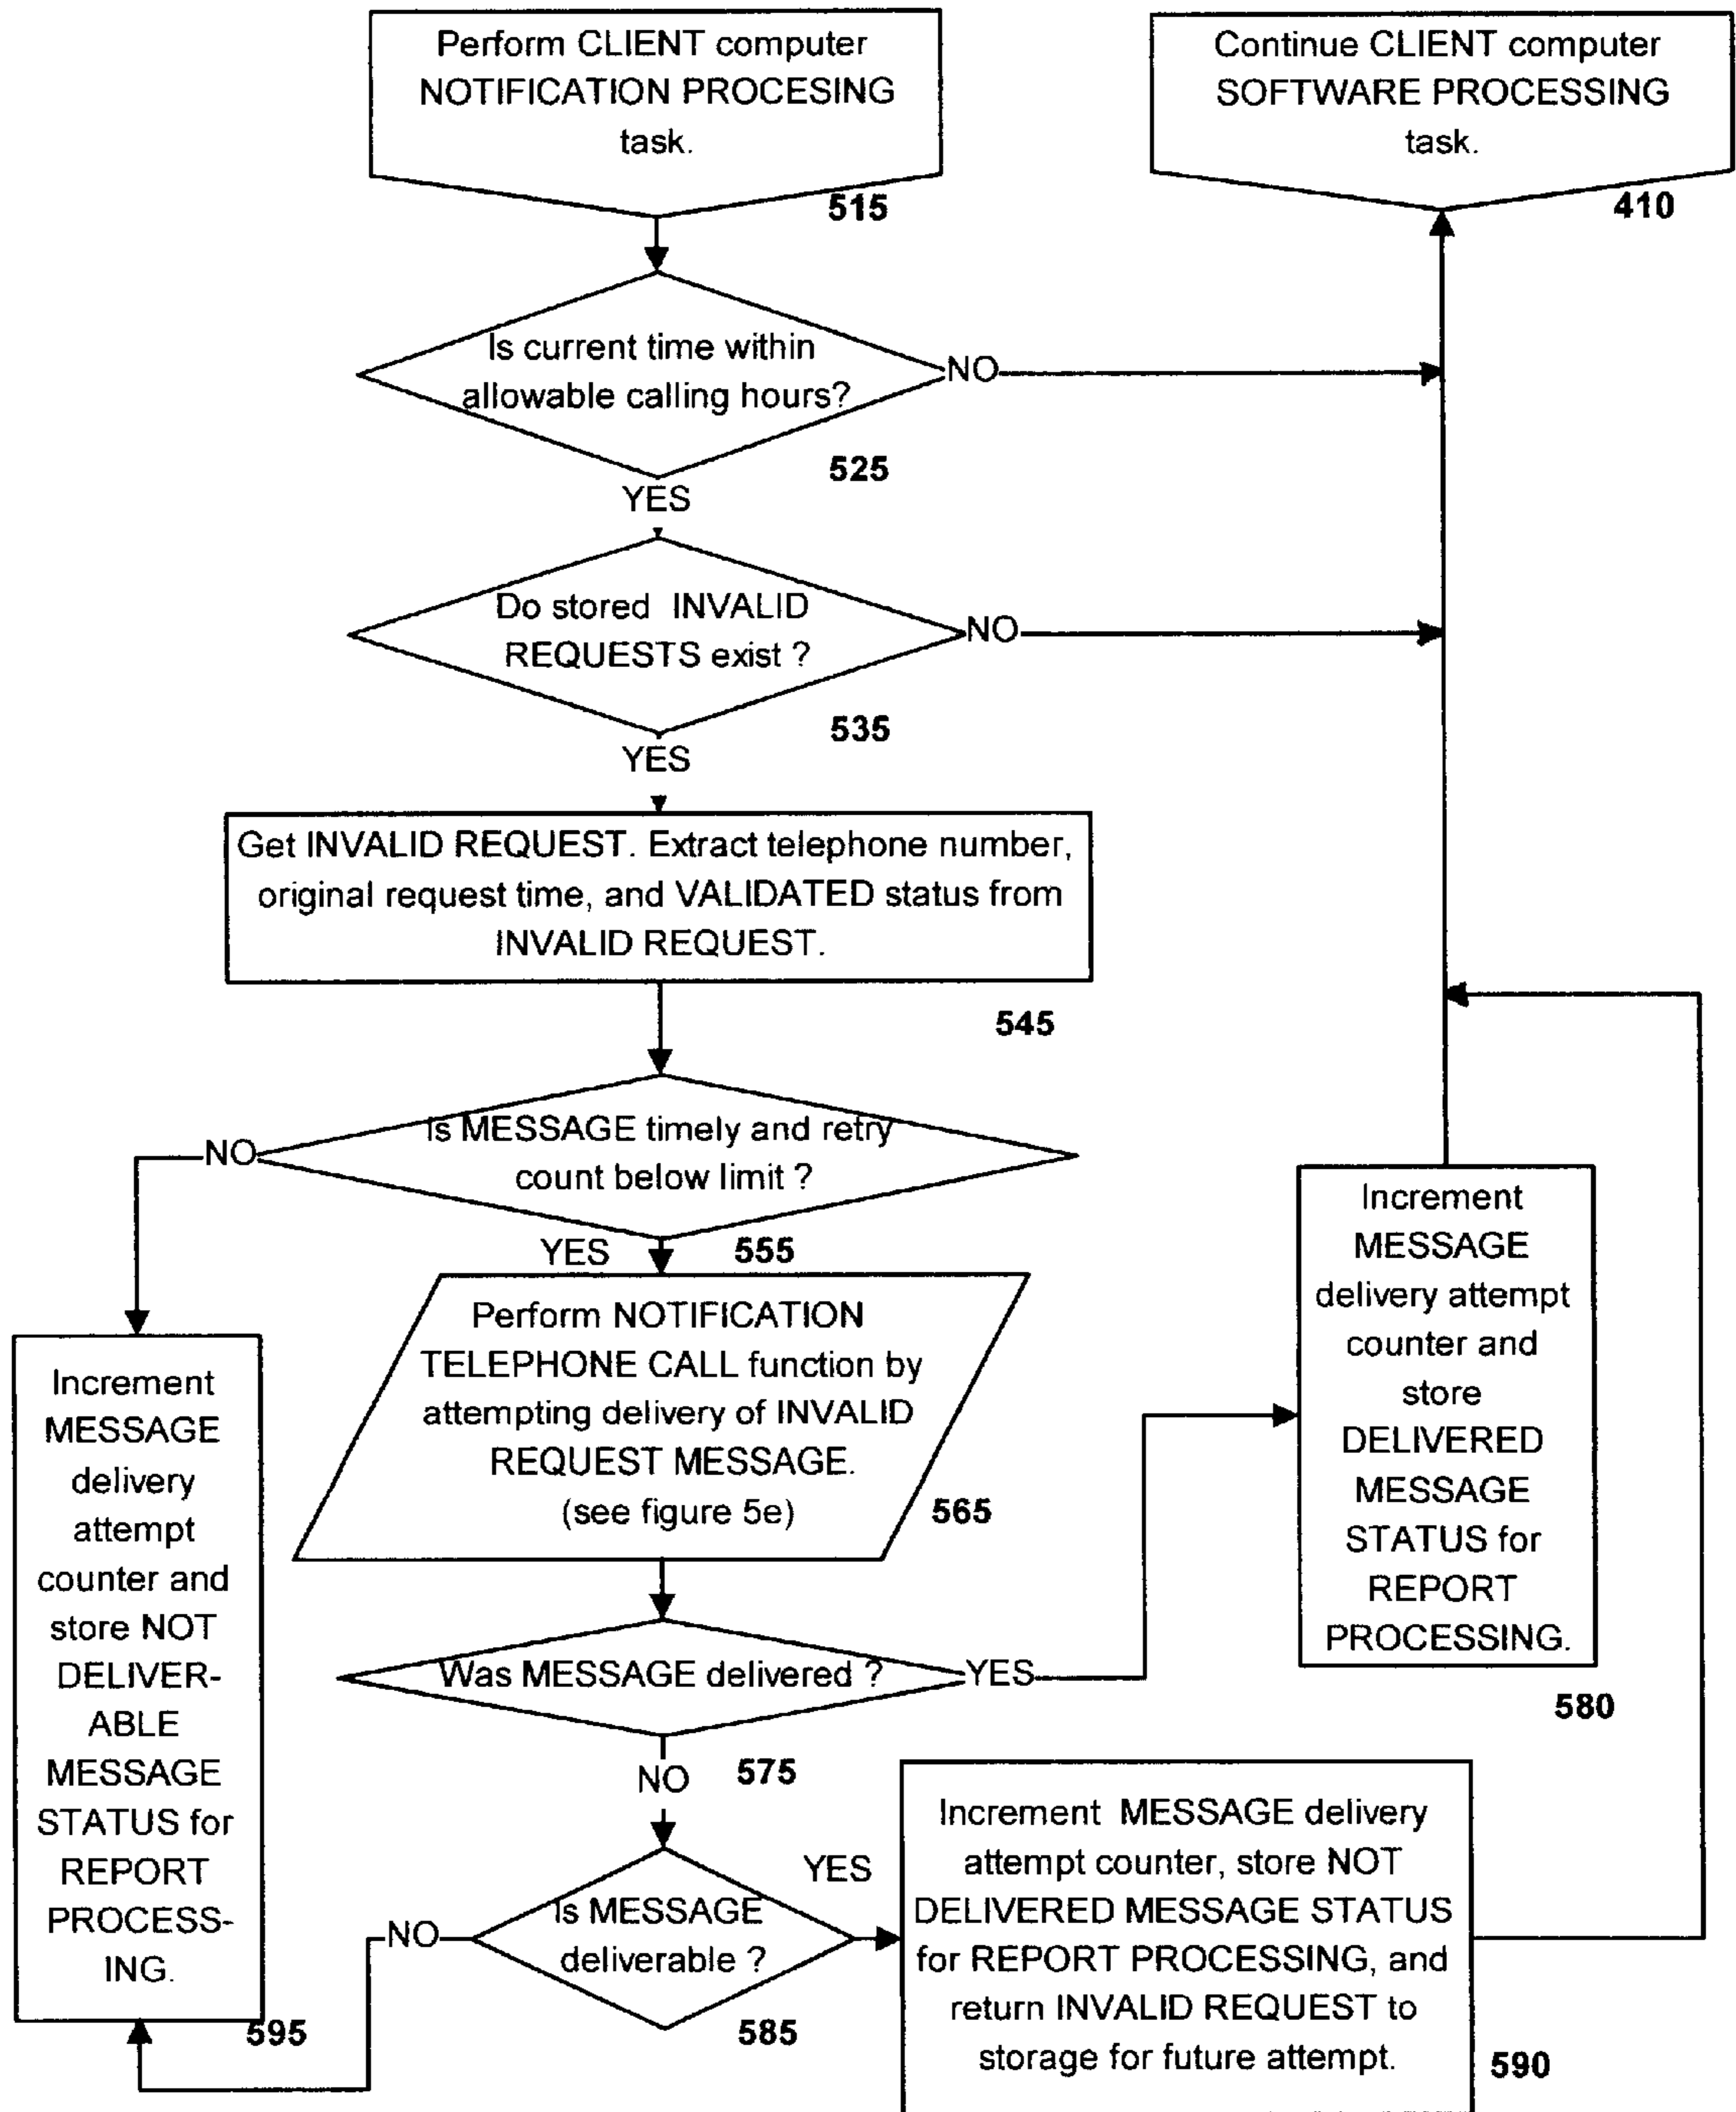 Perform CLIENT computer
NOTIFICATION PROCESING
task.
515
Continue CLIENT computer
SOFTWARE PROCESSING
task.
410
Is current time within
allowable calling hours?
NO
525
YES
Do stored INVALID
REQUESTS exist ?
NO
535
YES
Get INVALID REQUEST. Extract telephone number,
original request time, and VALIDATED status from
INVALID REQUEST.
545
Is MESSAGE timely and retry
count below limit ?
NO
YES
555
Perform NOTIFICATION
TELEPHONE CALL function by
attempting delivery of INVALID
REQUEST MESSAGE.
(see figure 5e)
565
Increment
MESSAGE
delivery attempt
counter and
store
DELIVERED
MESSAGE
STATUS for
REPORT
PROCESSING.
580
Increment
MESSAGE
delivery
attempt
counter and
store NOT
DELIVER-
ABLE
MESSAGE
STATUS for
REPORT
PROCESS-
ING.
595
Was MESSAGE delivered ?
YES
NO
575
Is MESSAGE
deliverable ?
YES
NO
585
Increment MESSAGE delivery
attempt counter, store NOT
DELIVERED MESSAGE STATUS
for REPORT PROCESSING, and
return INVALID REQUEST to
storage for future attempt.
590